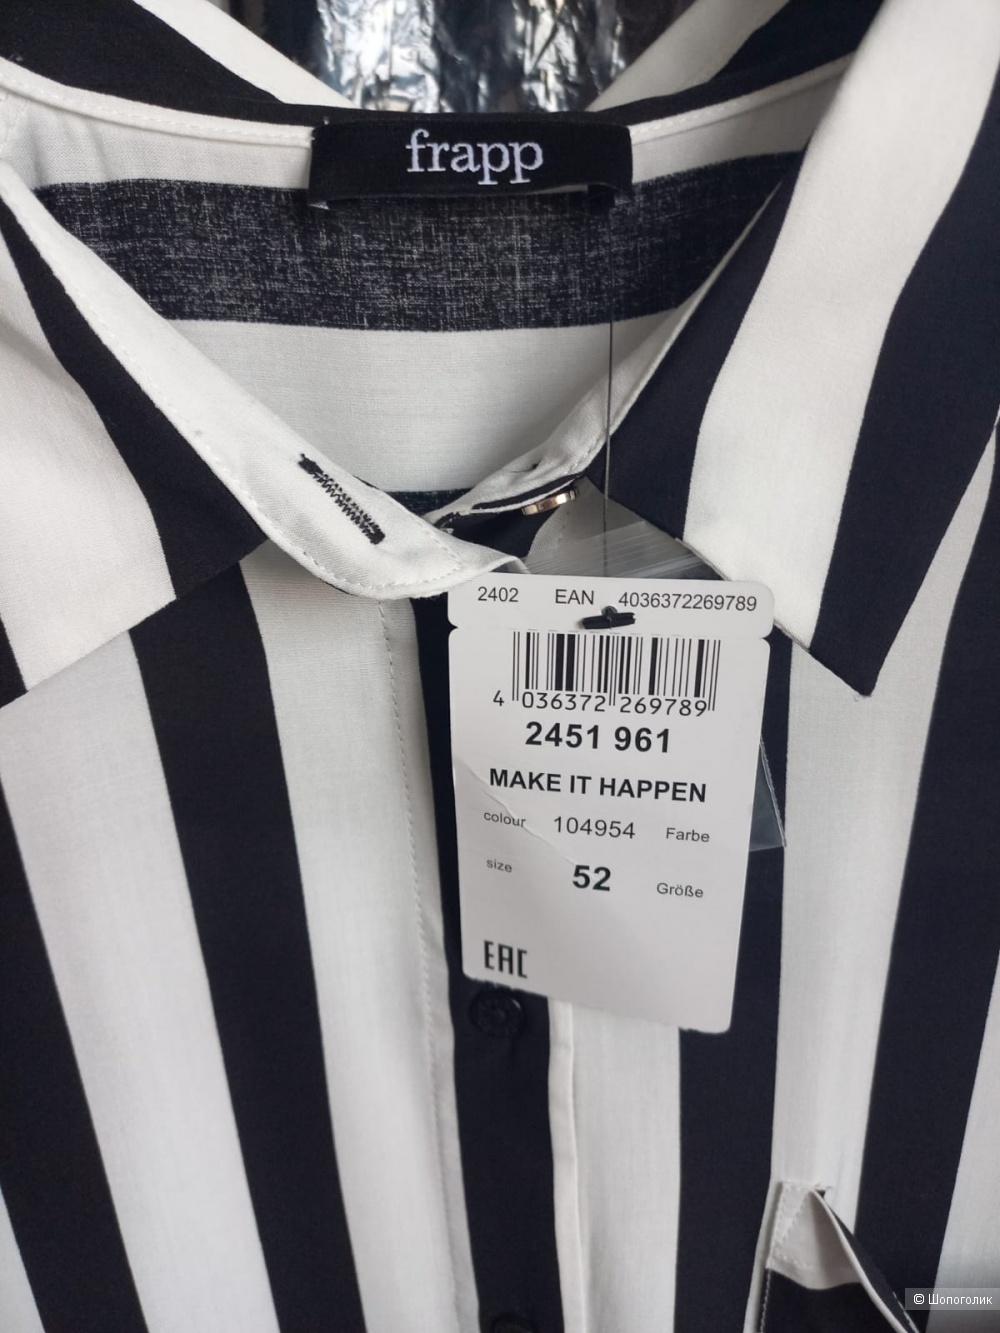 frapp
2402 EAN 4036372269789
4 036372 269789
2451 961
MAKE IT HAPPEN
colour 104954 Farbe
size 52 Größe
EAC
© Шопоголик